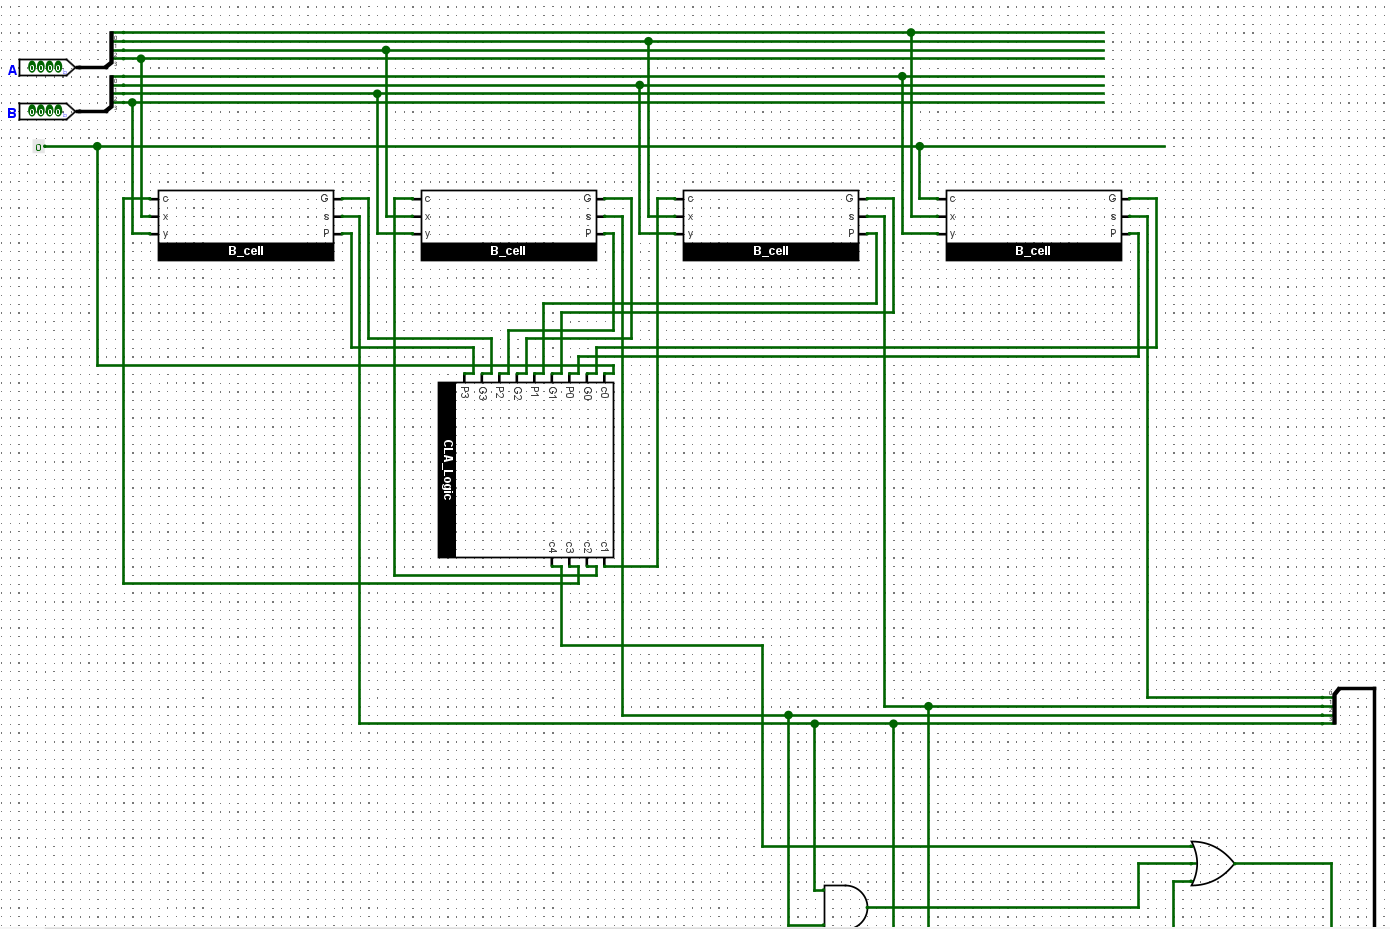 A 0000
B 0000
0
c G
x s
y P
B_cell
c G
x s
y P
B_cell
c G
x s
y P
B_cell
c G
x s
y P
B_cell
P3 G3 P2 G2 P1 G1 P0 G0 c0
CLA_Logic
c4 c3 c2 c1